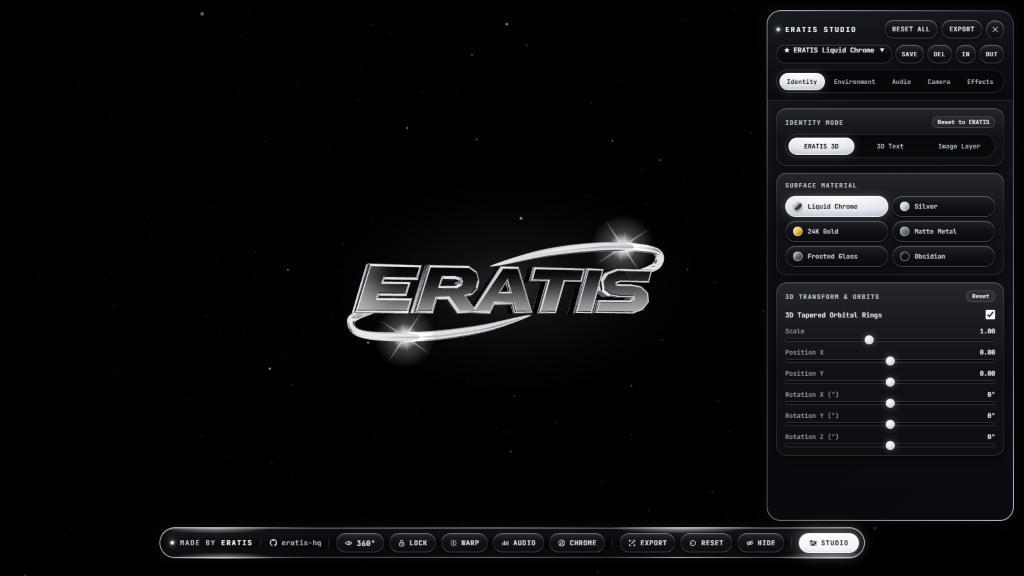 ERATIS STUDIO RESET ALL EXPORT
★ ERATIS Liquid Chrome ▼ SAVE DEL IN OUT
Identity Environment Audio Camera Effects
IDENTITY MODE Reset to ERATIS
ERATIS 3D 3D Text Image Layer
SURFACE MATERIAL
Liquid Chrome Silver
24K Gold Matte Metal
Frosted Glass Obsidian
3D TRANSFORM & ORBITS Reset
3D Tapered Orbital Rings
Scale 1.00
Position X 0.00
Position Y 0.00
Rotation X (°) 0°
Rotation Y (°) 0°
Rotation Z (°) 0°
ERATIS
MADE BY ERATIS eratis-hq 360° LOCK WARP AUDIO CHROME EXPORT RESET HIDE STUDIO